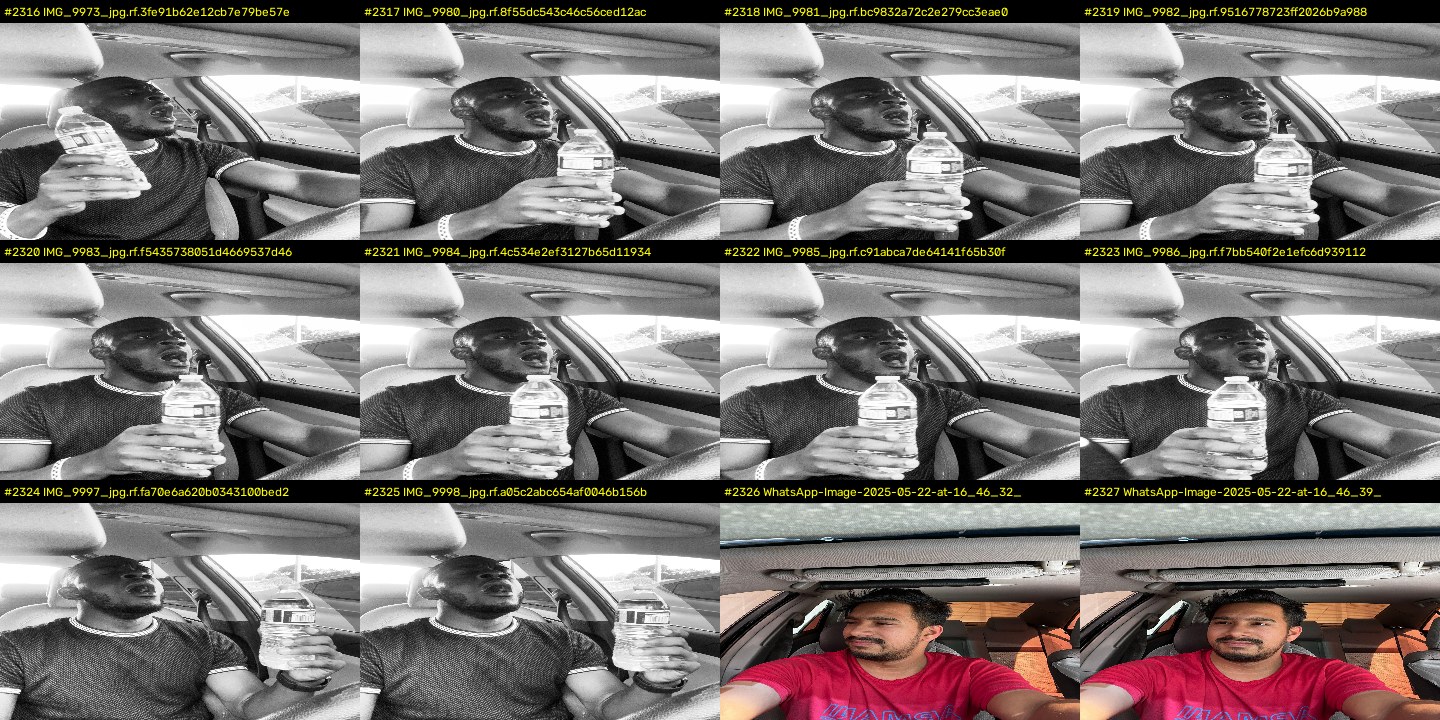 #2316 IMG_9973_jpg.rf.3fe91b62e12cb7e79be57e
#2317 IMG_9980_jpg.rf.8f55dc543c46c56ced12ac
#2318 IMG_9981_jpg.rf.bc9832a72c2e279cc3eae0
#2319 IMG_9982_jpg.rf.9516778723ff2026b9a988
#2320 IMG_9983_jpg.rf.f5435738051d4669537d46
#2321 IMG_9984_jpg.rf.4c534e2ef3127b65d11934
#2322 IMG_9985_jpg.rf.c91abca7de64141f65b30f
#2323 IMG_9986_jpg.rf.f7bb540f2e1efc6d939112
#2324 IMG_9997_jpg.rf.fa70e6a620b0343100bed2
#2325 IMG_9998_jpg.rf.a05c2abc654af0046b156b
#2326 WhatsApp-Image-2025-05-22-at-16_46_32_
#2327 WhatsApp-Image-2025-05-22-at-16_46_39_